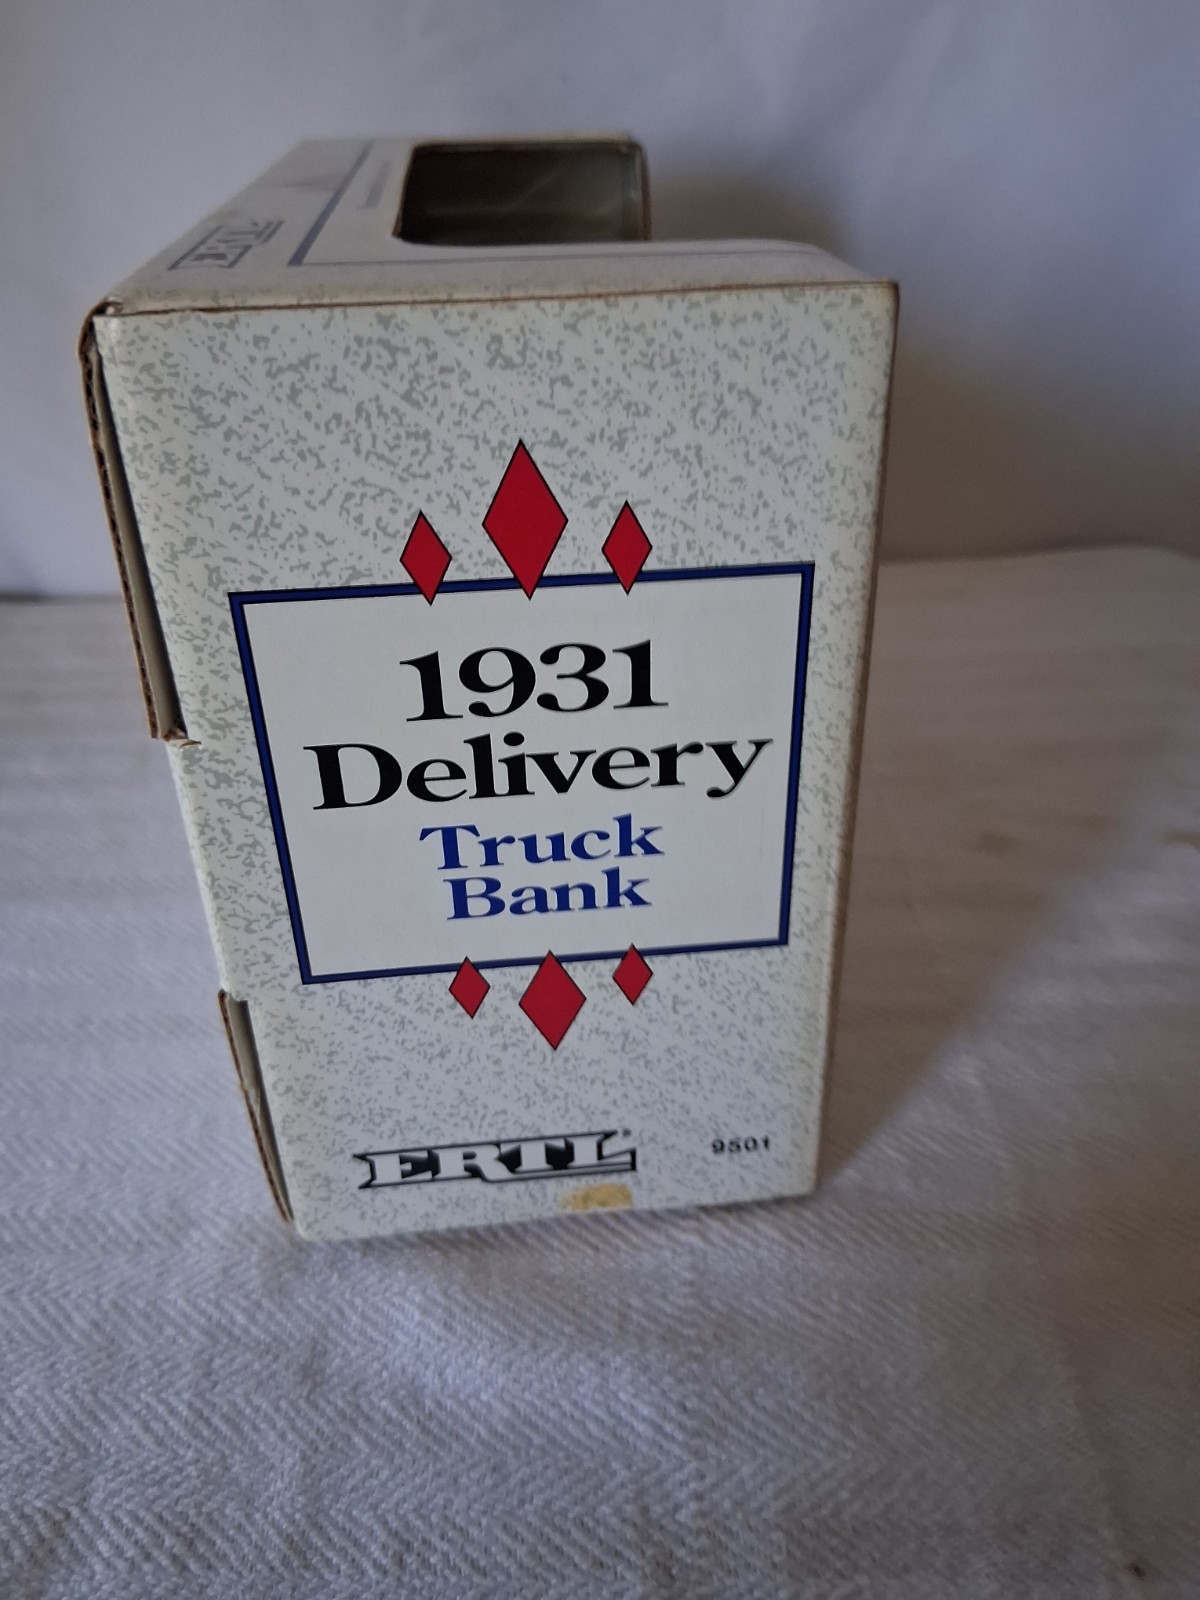 ERTL
1931
Delivery
Truck
Bank
ERTL
9501